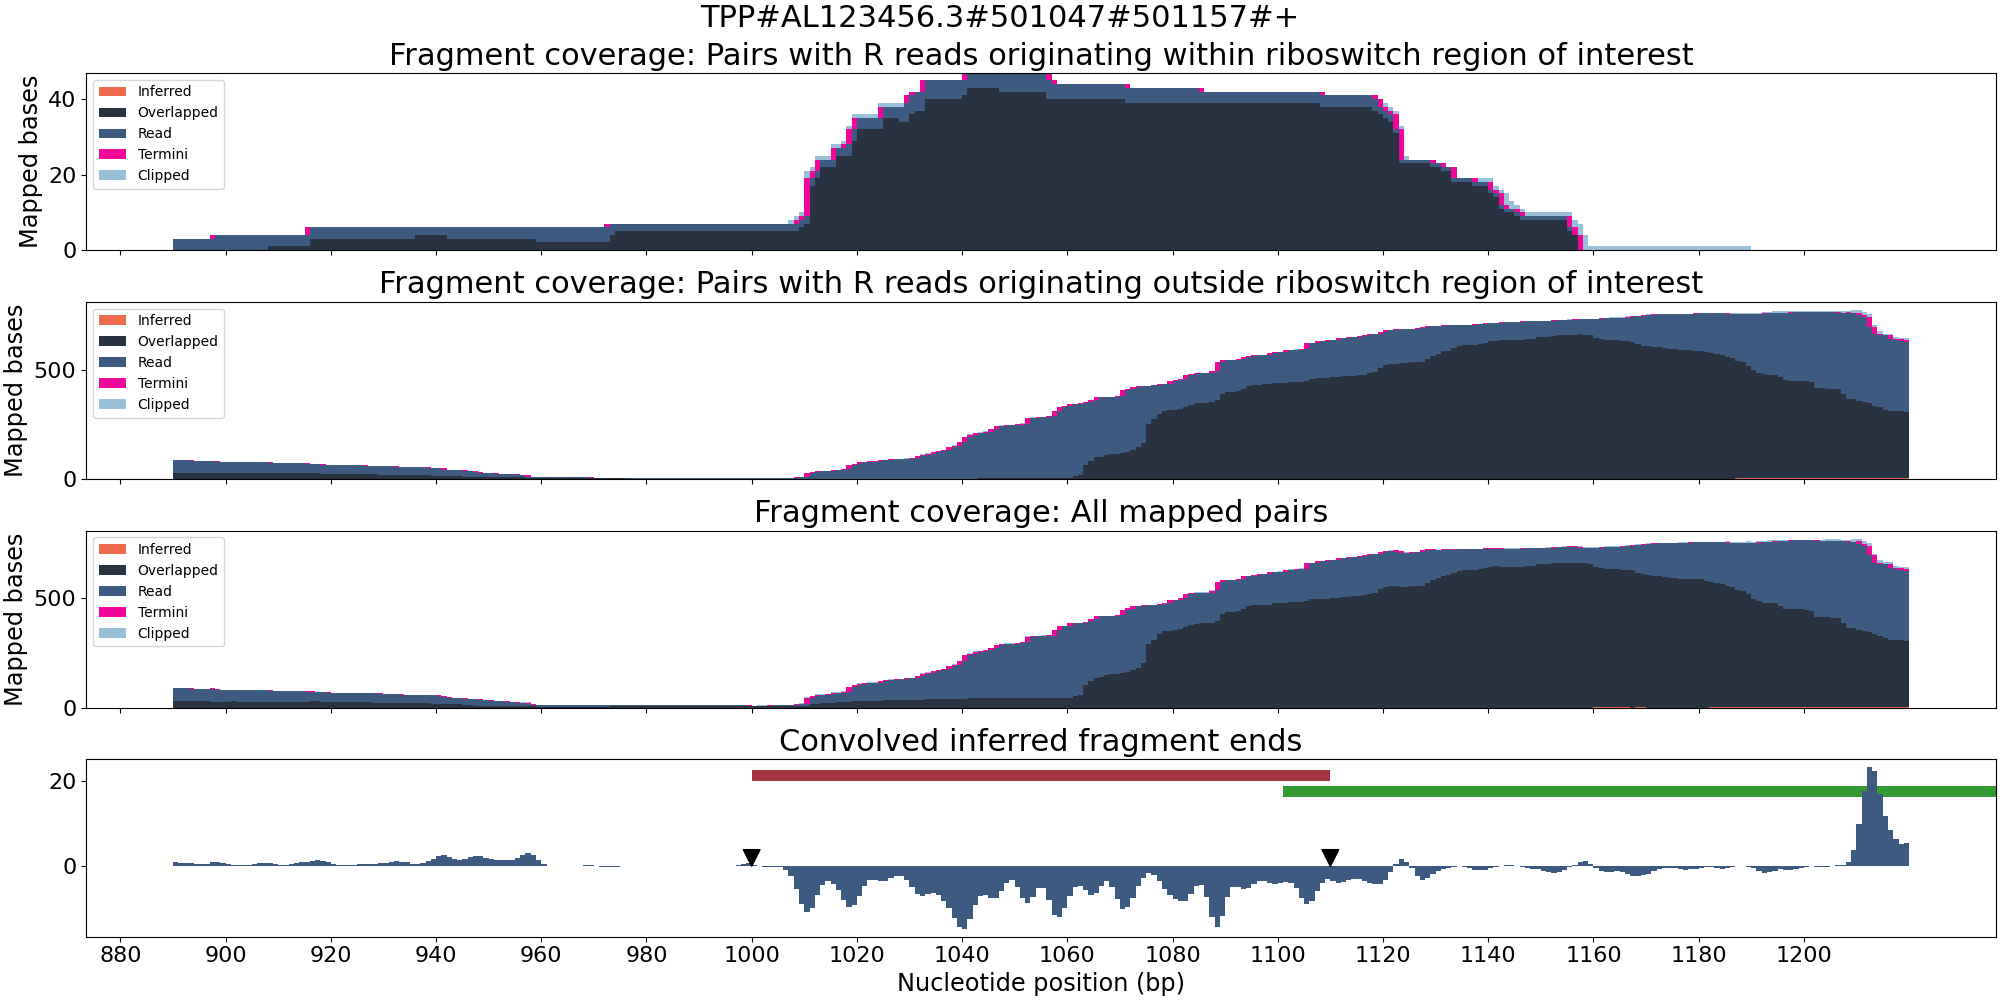 TPP#AL123456.3#501047#501157#+
Fragment coverage: Pairs with R reads originating within riboswitch region of interest
Mapped bases
40
20
0
Inferred
Overlapped
Read
Termini
Clipped
Fragment coverage: Pairs with R reads originating outside riboswitch region of interest
Mapped bases
500
0
Inferred
Overlapped
Read
Termini
Clipped
Fragment coverage: All mapped pairs
Mapped bases
500
0
Inferred
Overlapped
Read
Termini
Clipped
Convolved inferred fragment ends
20
0
880 900 920 940 960 980 1000 1020 1040 1060 1080 1100 1120 1140 1160 1180 1200
Nucleotide position (bp)